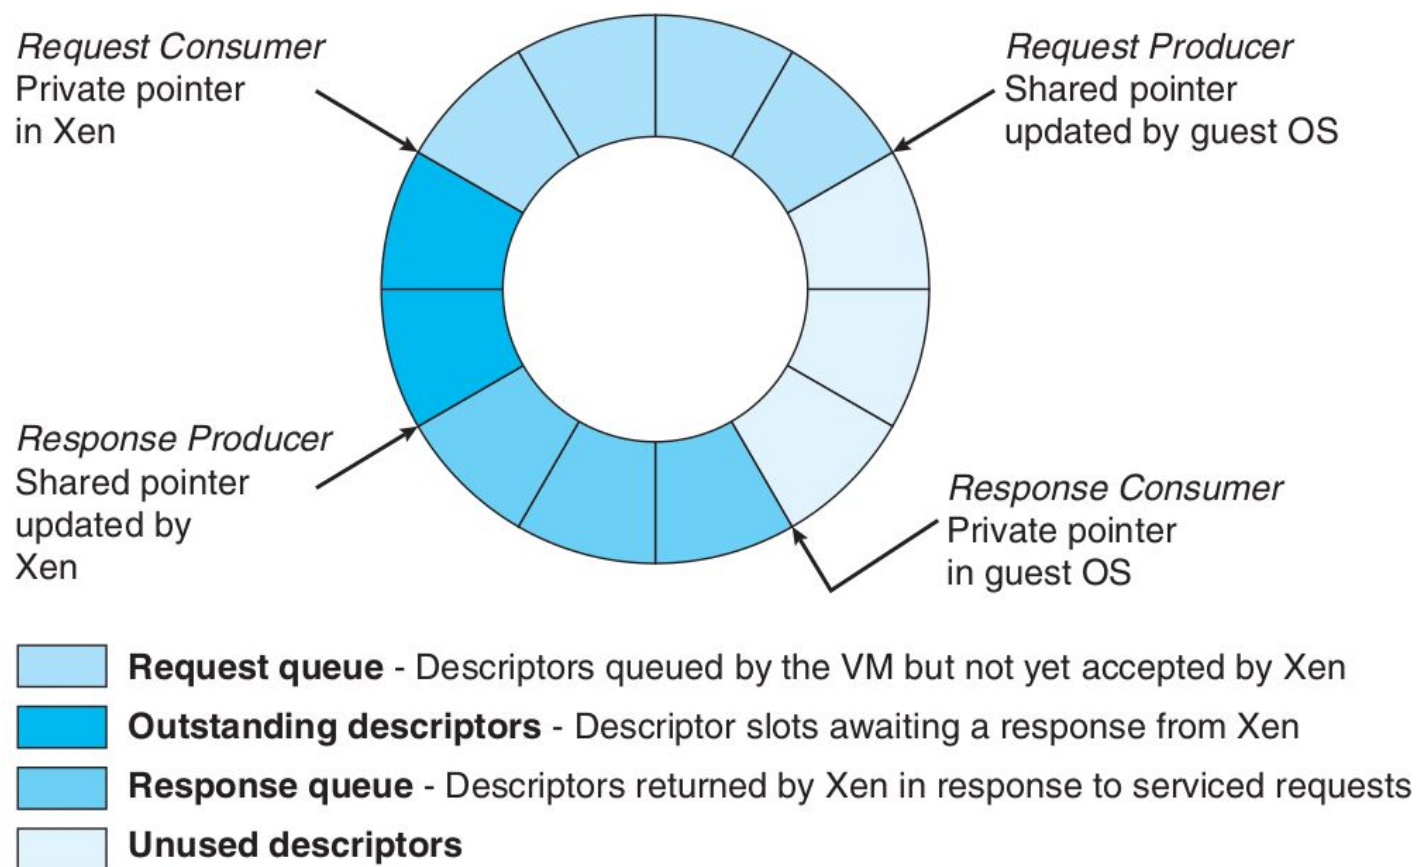 Request Consumer
Private pointer
in Xen
Request Producer
Shared pointer
updated by guest OS
Response Producer
Shared pointer
updated by
Xen
Response Consumer
Private pointer
in guest OS
Request queue - Descriptors queued by the VM but not yet accepted by Xen
Outstanding descriptors - Descriptor slots awaiting a response from Xen
Response queue - Descriptors returned by Xen in response to serviced requests
Unused descriptors